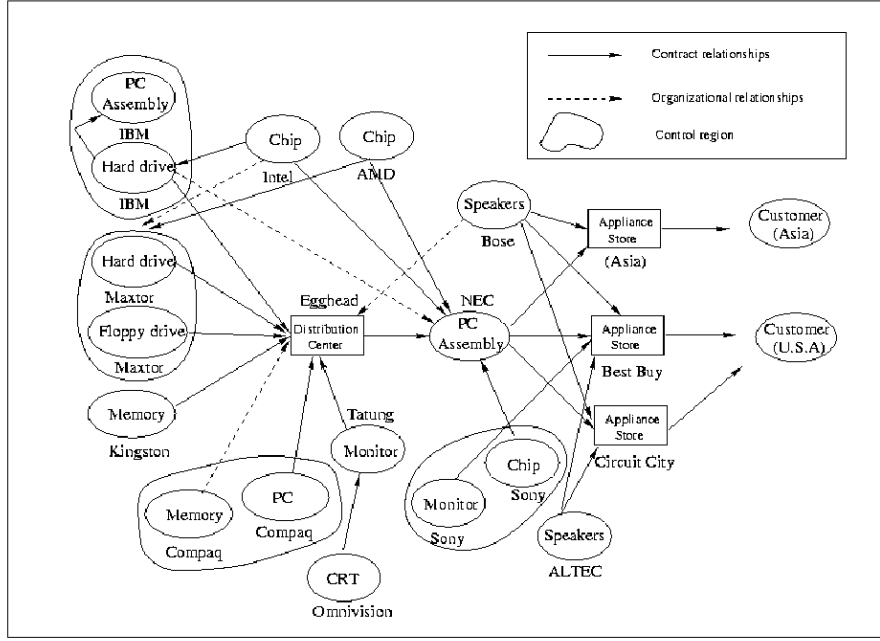 Contract relationships
Organizational relationships
Control region
PC
Assembly
IBM
Hard drive
IBM
Chip
Intel
Chip
AMD
Speakers
Bose
Appliance
Store
(Asia)
Customer
(Asia)
Hard drive
Maxtor
Floppy drive
Maxtor
Egghead
Distribution
Center
NEC
PC
Assembly
Appliance
Store
Best Buy
Customer
(U.S.A)
Memory
Kingston
Tatung
Monitor
Appliance
Store
Circuit City
Memory
Compaq
PC
Compaq
Chip
Sony
Monitor
Sony
Speakers
ALTEC
CRT
Omnivision